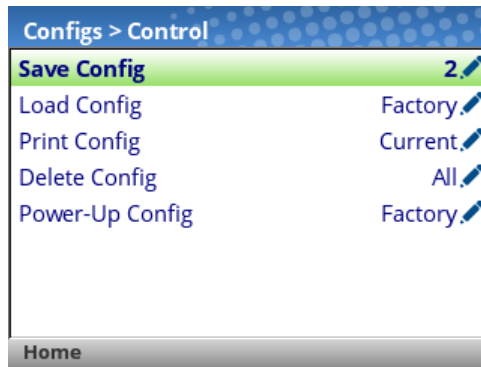 Configs > Control
Save Config 2
Load Config Factory
Print Config Current
Delete Config All
Power-Up Config Factory
Home